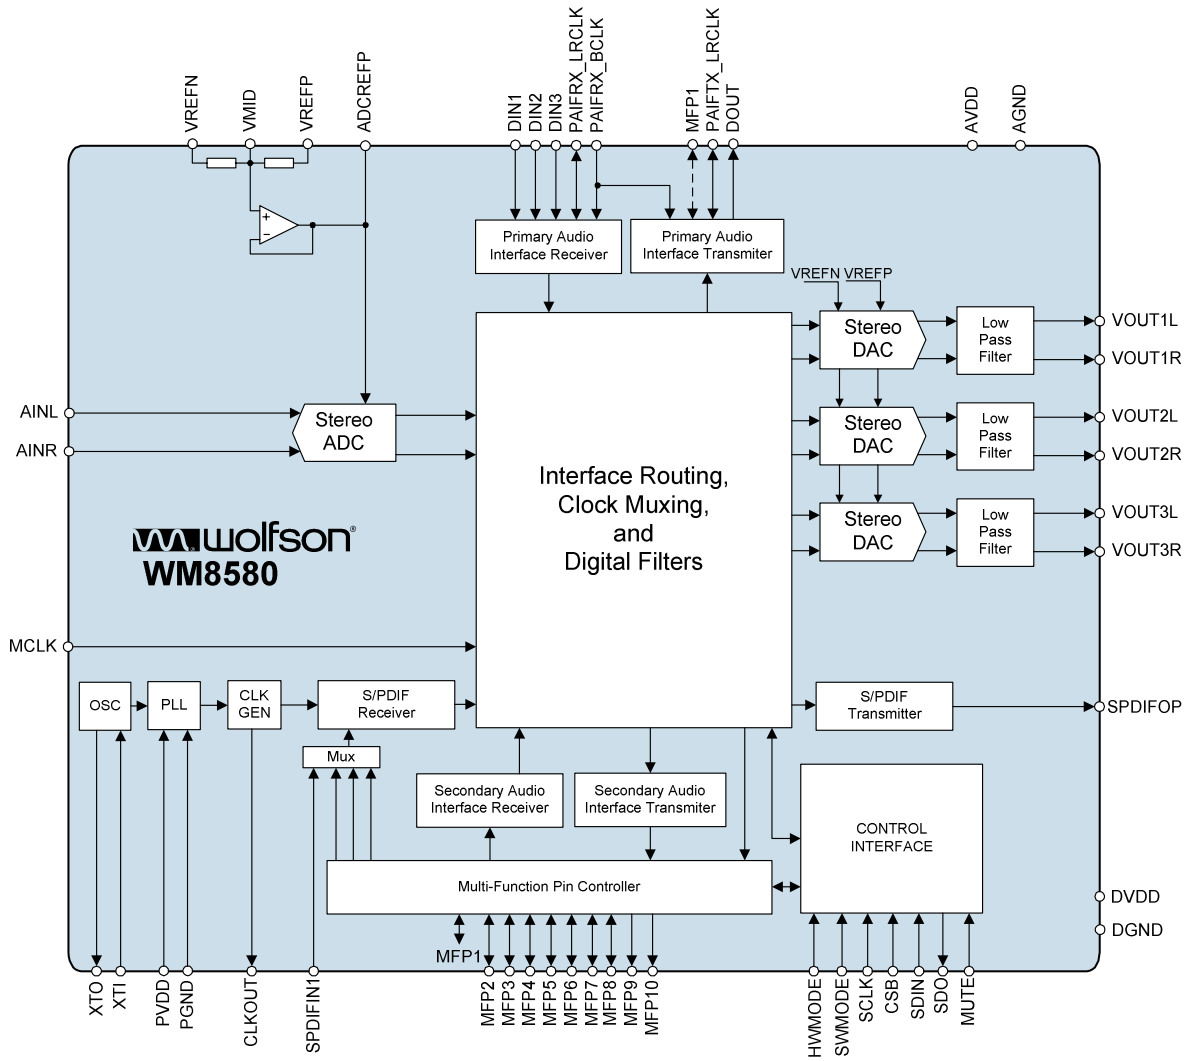 VREFN
VMID
VREFP
ADCREFP
DIN1
DIN2
DIN3
PAIFRX_LRCLK
PAIFRX_BCLK
MFP1
PAIFTX_LRCLK
DOUT
AVDD
AGND
+
−
Primary Audio
Interface Receiver
Primary Audio
Interface Transmiter
VREFN VREFP
Stereo
DAC
Low
Pass
Filter
VOUT1L
VOUT1R
AINL
AINR
Stereo
ADC
Stereo
DAC
Low
Pass
Filter
VOUT2L
VOUT2R
Interface Routing,
Clock Muxing,
and
Digital Filters
Stereo
DAC
Low
Pass
Filter
VOUT3L
VOUT3R
wolfson®
WM8580
MCLK
OSC
PLL
CLK
GEN
S/PDIF
Receiver
S/PDIF
Transmitter
SPDIFOP
Mux
Secondary Audio
Interface Receiver
Secondary Audio
Interface Transmiter
CONTROL
INTERFACE
Multi-Function Pin Controller
DVDD
DGND
MFP1
XTO
XTI
PVDD
PGND
CLKOUT
SPDIFIN1
MFP2
MFP3
MFP4
MFP5
MFP6
MFP7
MFP8
MFP9
MFP10
HWMODE
SWMODE
SCLK
CSB
SDIN
SDO
MUTE